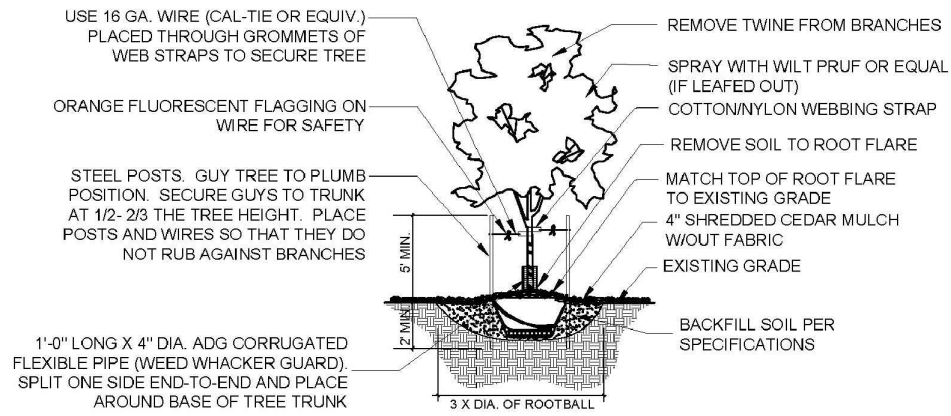 USE 16 GA. WIRE (CAL-TIE OR EQUIV.)
PLACED THROUGH GROMMETS OF
WEB STRAPS TO SECURE TREE
ORANGE FLUORESCENT FLAGGING ON
WIRE FOR SAFETY
STEEL POSTS. GUY TREE TO PLUMB
POSITION. SECURE GUYS TO TRUNK
AT 1/2- 2/3 THE TREE HEIGHT. PLACE
POSTS AND WIRES SO THAT THEY DO
NOT RUB AGAINST BRANCHES
1'-0" LONG X 4" DIA. ADG CORRUGATED
FLEXIBLE PIPE (WEED WHACKER GUARD).
SPLIT ONE SIDE END-TO-END AND PLACE
AROUND BASE OF TREE TRUNK
5' MIN.
2' MIN.
3 X DIA. OF ROOTBALL
REMOVE TWINE FROM BRANCHES
SPRAY WITH WILT PRUF OR EQUAL
(IF LEAFED OUT)
COTTON/NYLON WEBBING STRAP
REMOVE SOIL TO ROOT FLARE
MATCH TOP OF ROOT FLARE
TO EXISTING GRADE
4" SHREDDED CEDAR MULCH
W/OUT FABRIC
EXISTING GRADE
BACKFILL SOIL PER
SPECIFICATIONS